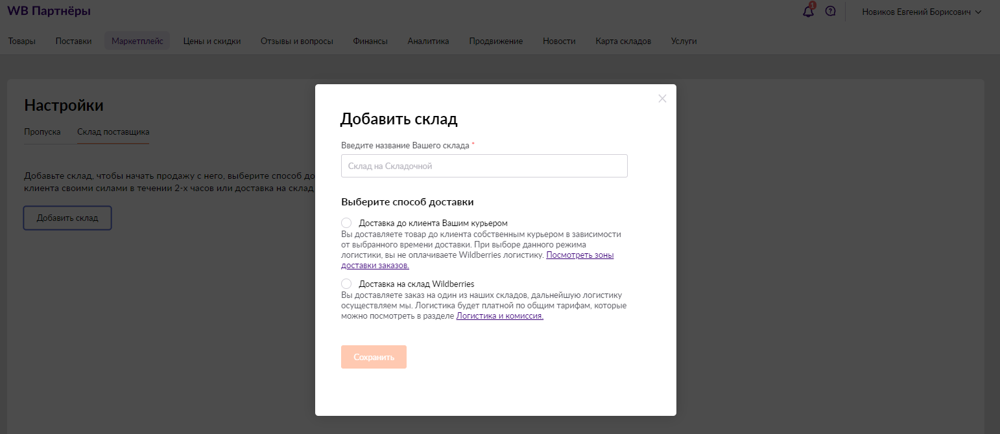 WB Партнёры
1
Новиков Евгений Борисович
Товары
Поставки
Маркетплейс
Цены и скидки
Отзывы и вопросы
Финансы
Аналитика
Продвижение
Новости
Карта складов
Услуги
Настройки
Пропуска
Склад поставщика
Добавьте склад, чтобы начать продажу с него, выберите способ до
клиента своими силами в течении 2-х часов или доставка на склад
Добавить склад
Добавить склад
Введите название Вашего склада *
Склад на Складочной
Выберите способ доставки
Доставка до клиента Вашим курьером
Вы доставляете товар до клиента собственным курьером в зависимости
от выбранного времени доставки. При выборе данного режима
логистики, вы не оплачиваете Wildberries логистику. Посмотреть зоны
доставки заказов.
Доставка на склад Wildberries
Вы доставляете заказ на один из наших складов, дальнейшую логистику
осуществляем мы. Логистика будет платной по общим тарифам, которые
можно посмотреть в разделе Логистика и комиссия.
Сохранить